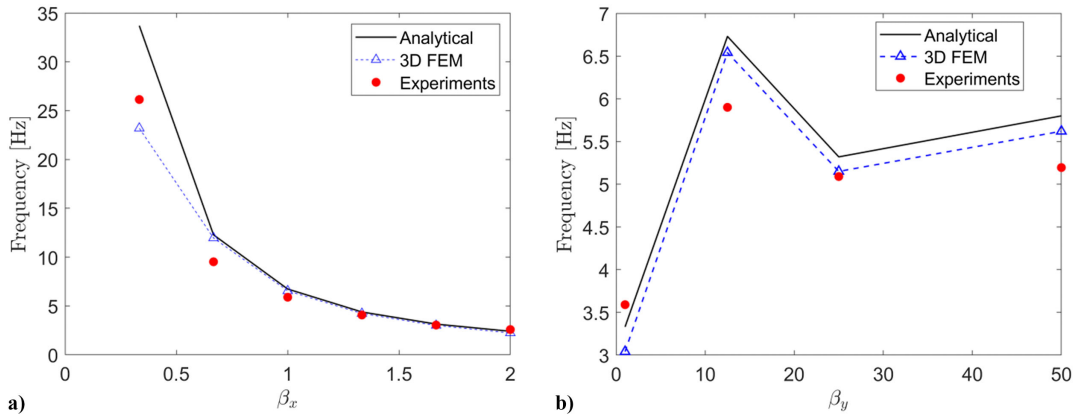 35
30
25
20
15
10
5
0
Frequency [Hz]
0 0.5 1 1.5 2
βx
Analytical
3D FEM
Experiments
a)
7
6.5
6
5.5
5
4.5
4
3.5
3
Frequency [Hz]
0 10 20 30 40 50
βy
Analytical
3D FEM
Experiments
b)